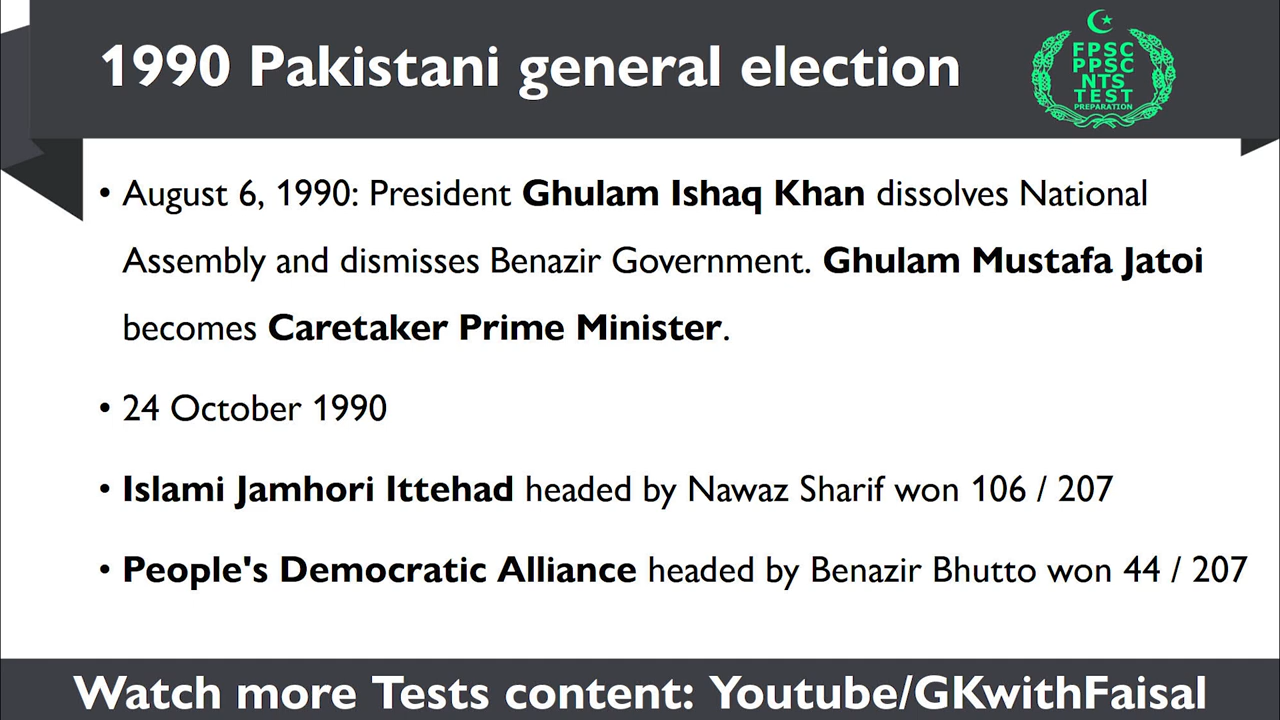 1990 Pakistani general election
FPSC
PPSC
NTS
TEST
PREPARATION
• August 6, 1990: President Ghulam Ishaq Khan dissolves National
Assembly and dismisses Benazir Government. Ghulam Mustafa Jatoi
becomes Caretaker Prime Minister.
• 24 October 1990
• Islami Jamhori Ittehad headed by Nawaz Sharif won 106 / 207
• People's Democratic Alliance headed by Benazir Bhutto won 44 / 207
Watch more Tests content: Youtube/GKwithFaisal